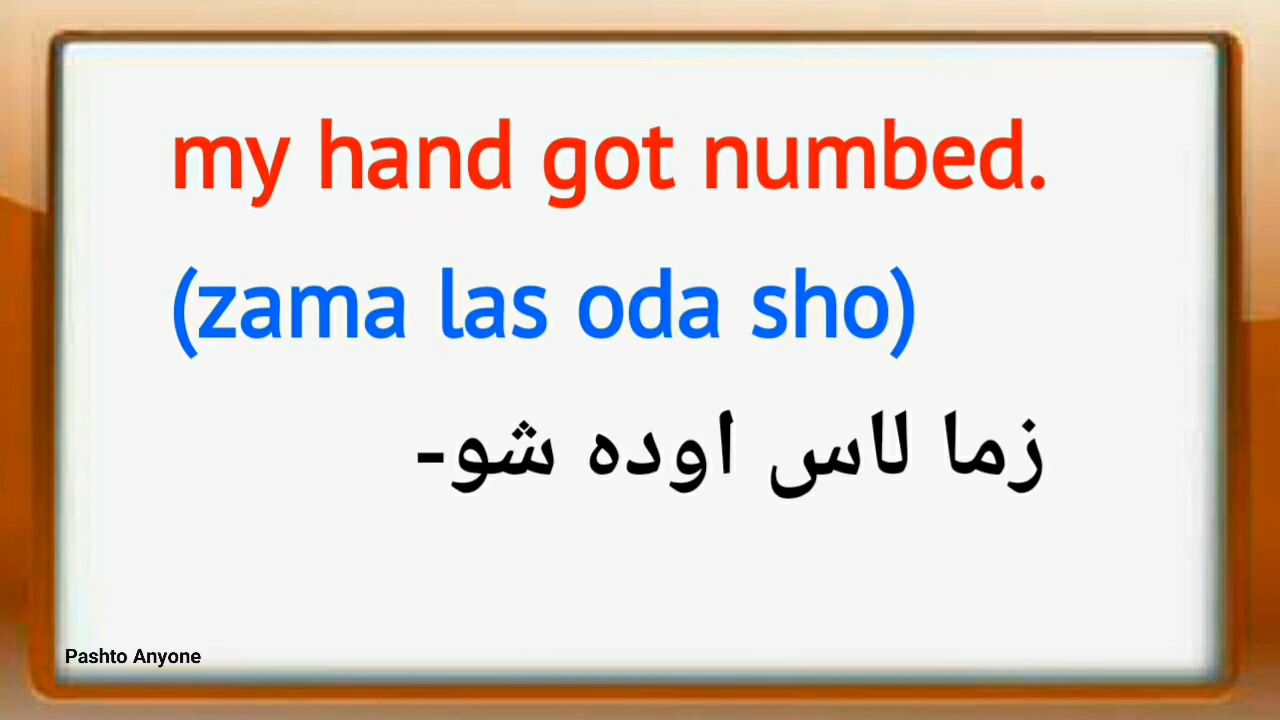 my hand got numbed.
(zama las oda sho)
زما لاس اوده شو-
Pashto Anyone